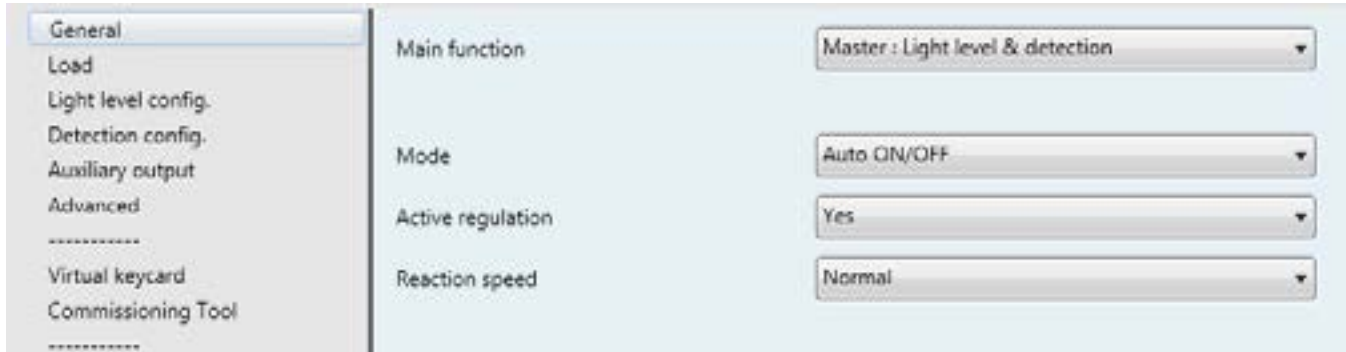 General
Load
Light level config.
Detection config.
Auxiliary output
Advanced
-----------
Virtual keycard
Commissioning Tool
-----------
Main function
Master : Light level & detection
Mode
Auto ON/OFF
Active regulation
Yes
Reaction speed
Normal